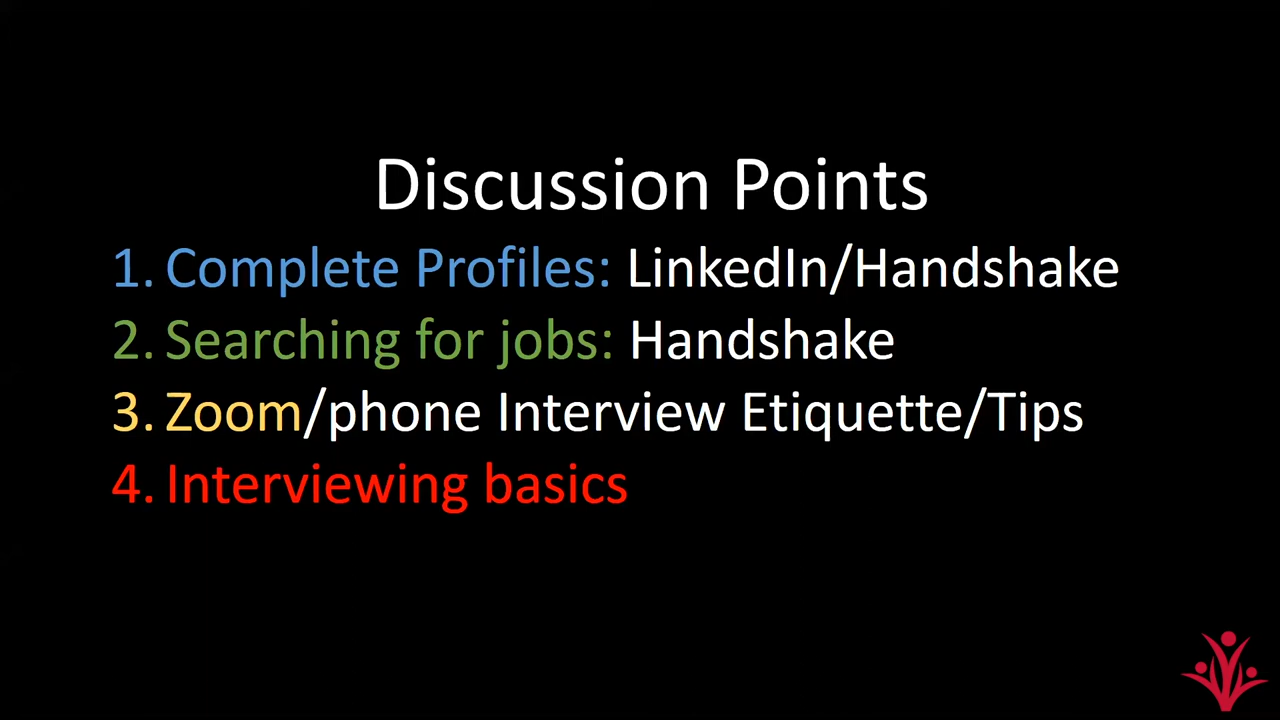 Discussion Points
1. Complete Profiles: LinkedIn/Handshake
2. Searching for jobs: Handshake
3. Zoom/phone Interview Etiquette/Tips
4. Interviewing basics